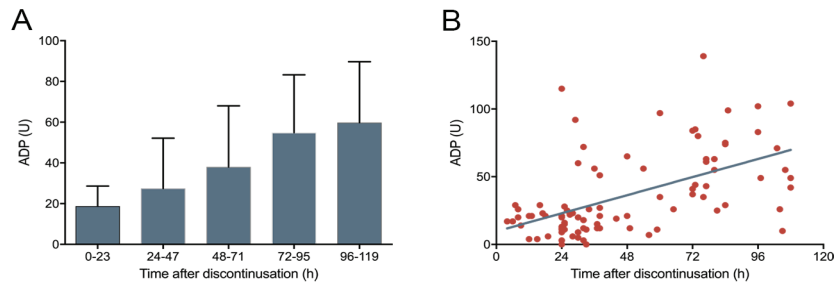 A
100
80
60
40
20
0
ADP (U)
0-23 24-47 48-71 72-95 96-119
Time after discontinusation (h)
B
150
100
50
0
ADP (U)
0 24 48 72 96 120
Time after discontinusation (h)